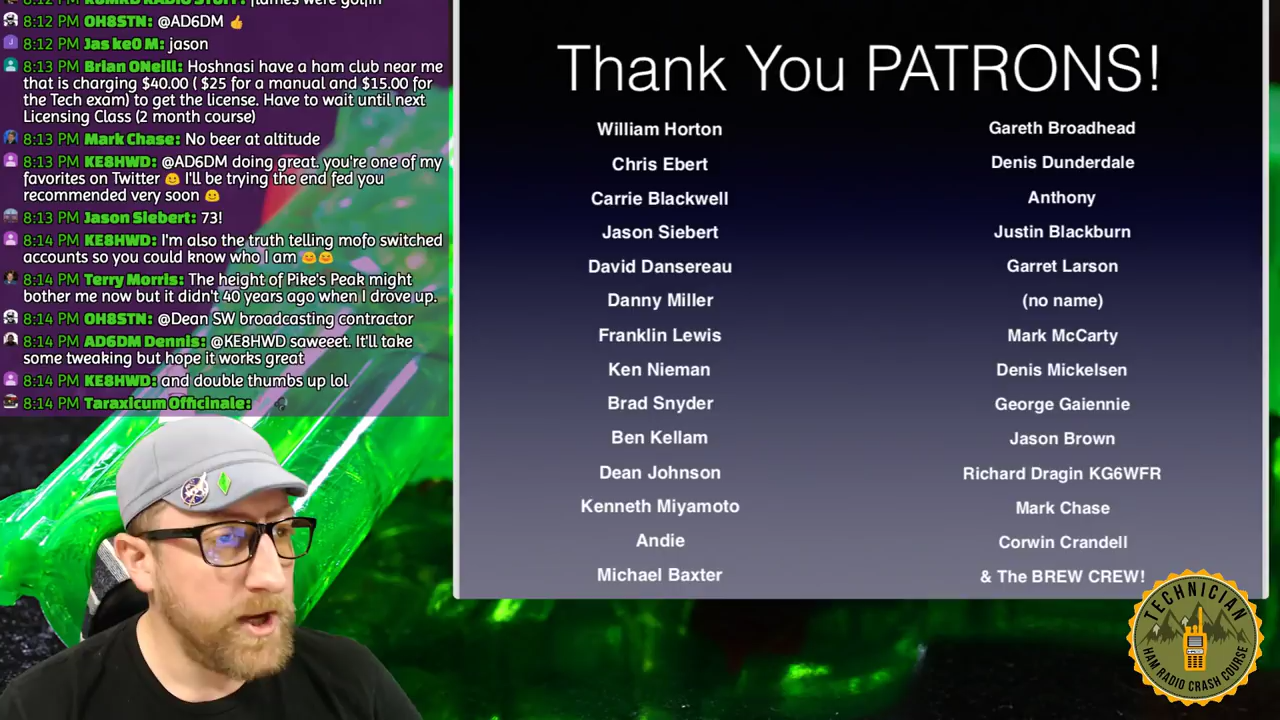 8:12 PM OH8STN: @AD6DM 👍
8:12 PM Jas ke0 M: jason
8:13 PM Brian ONeill: Hoshnasi have a ham club near me
that is charging $40.00 ( $25 for a manual and $15.00 for
the Tech exam) to get the license. Have to wait until next
Licensing Class (2 month course)
8:13 PM Mark Chase: No beer at altitude
8:13 PM KE8HWD: @AD6DM doing great. you're one of my
favorites on Twitter 😊 I'll be trying the end fed you
recommended very soon 😊
8:13 PM Jason Siebert: 73!
8:14 PM KE8HWD: I'm also the truth telling mofo switched
accounts so you could know who I am 😁😁
8:14 PM Terry Morris: The height of Pike's Peak might
bother me now but it didn't 40 years ago when I drove up.
8:14 PM OH8STN: @Dean SW broadcasting contractor
8:14 PM AD6DM Dennis: @KE8HWD saweeet. It'll take
some tweaking but hope it works great
8:14 PM KE8HWD: and double thumbs up lol
8:14 PM Taraxicum Officinale:
Thank You PATRONS!
William Horton
Chris Ebert
Carrie Blackwell
Jason Siebert
David Dansereau
Danny Miller
Franklin Lewis
Ken Nieman
Brad Snyder
Ben Kellam
Dean Johnson
Kenneth Miyamoto
Andie
Michael Baxter
Gareth Broadhead
Denis Dunderdale
Anthony
Justin Blackburn
Garret Larson
(no name)
Mark McCarty
Denis Mickelsen
George Gaiennie
Jason Brown
Richard Dragin KG6WFR
Mark Chase
Corwin Crandell
& The BREW CREW!
TECHNICIAN
HAM RADIO CRASH COURSE